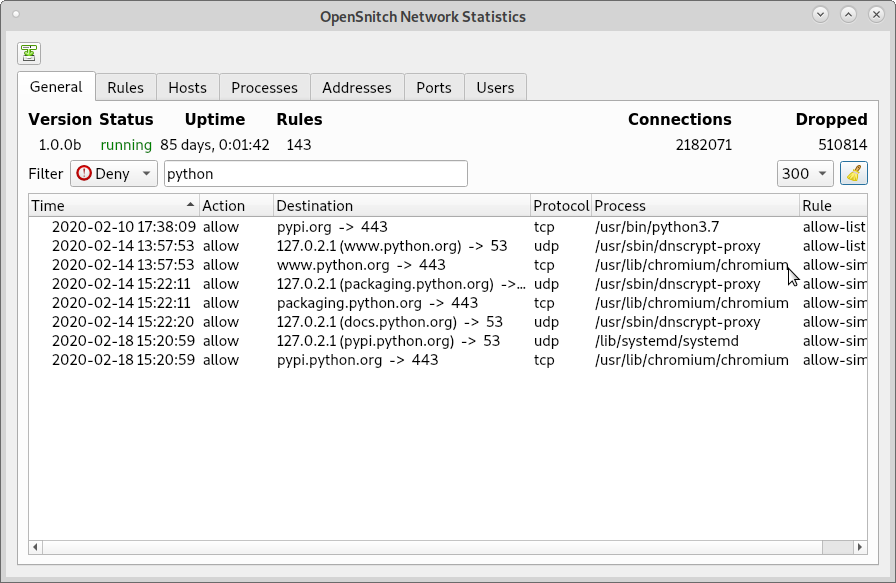 OpenSnitch Network Statistics
General Rules Hosts Processes Addresses Ports Users
Version Status Uptime Rules Connections Dropped
1.0.0b running 85 days, 0:01:42 143 2182071 510814
Filter Deny python 300
Time Action Destination Protocol Process Rule
2020-02-10 17:38:09 allow pypi.org -> 443 tcp /usr/bin/python3.7 allow-list
2020-02-14 13:57:53 allow 127.0.2.1 (www.python.org) -> 53 udp /usr/sbin/dnscrypt-proxy allow-list
2020-02-14 13:57:53 allow www.python.org -> 443 tcp /usr/lib/chromium/chromium allow-sim
2020-02-14 15:22:11 allow 127.0.2.1 (packaging.python.org) ->... udp /usr/sbin/dnscrypt-proxy allow-sim
2020-02-14 15:22:11 allow packaging.python.org -> 443 tcp /usr/lib/chromium/chromium allow-sim
2020-02-14 15:22:20 allow 127.0.2.1 (docs.python.org) -> 53 udp /usr/sbin/dnscrypt-proxy allow-sim
2020-02-18 15:20:59 allow 127.0.2.1 (pypi.python.org) -> 53 udp /lib/systemd/systemd allow-sim
2020-02-18 15:20:59 allow pypi.python.org -> 443 tcp /usr/lib/chromium/chromium allow-sim